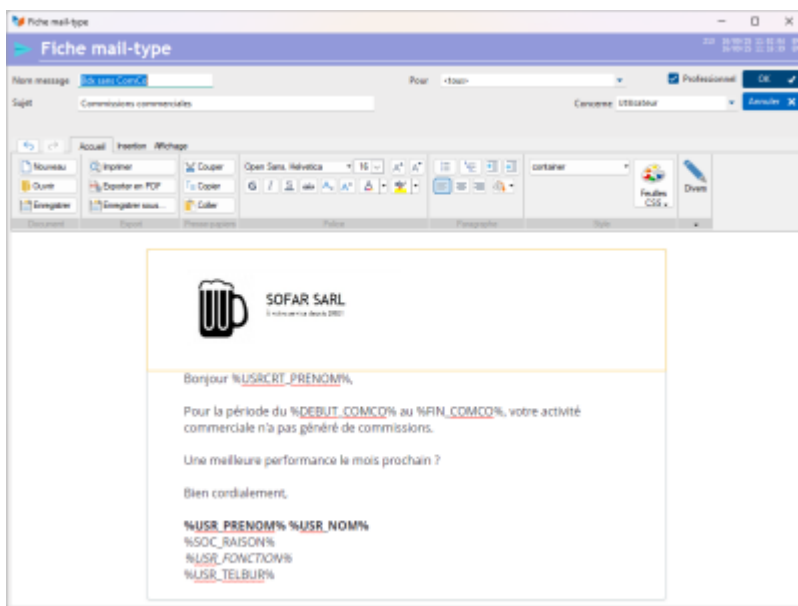 Fiche mail-type
Fiche mail-type
Nom message
sans ComCo
Pour <tous>
Professionnel
OK
Sujet
Commissions commerciales
Concerne Utilisateur
Annuler
Accueil Insertion Affichage
Nouveau Imprimer Couper Open Sans, Helvetica 16 container
Ouvrir Exporter en PDF Copier G I S abc
Enregistrer Enregistrer sous... Coller
Feuilles CSS
Divers
Document Export Presse-papiers Police Paragraphe Style
SOFAR SARL
Bonjour %USRCRT_PRENOM%,
Pour la période du %DEBUT_COMCO% au %FIN_COMCO%, votre activité
commerciale n'a pas généré de commissions.
Une meilleure performance le mois prochain ?
Bien cordialement,
%USR_PRENOM% %USR_NOM%
%SOC_RAISON%
%USR_FONCTION%
%USR_TELBUR%